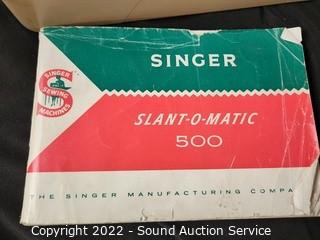 SINGER
SINGER
SEWING
MACHINES
SLANT-O-MATIC
500
THE SINGER MANUFACTURING COMPA
Copyright 2022 - Sound Auction Service